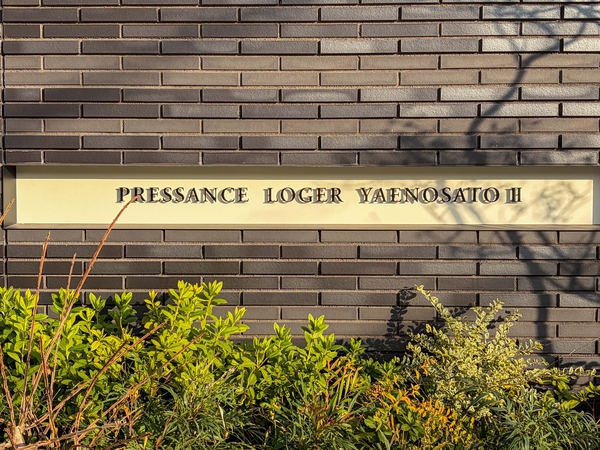 PRESSANCE LOGER YAENOSATO II